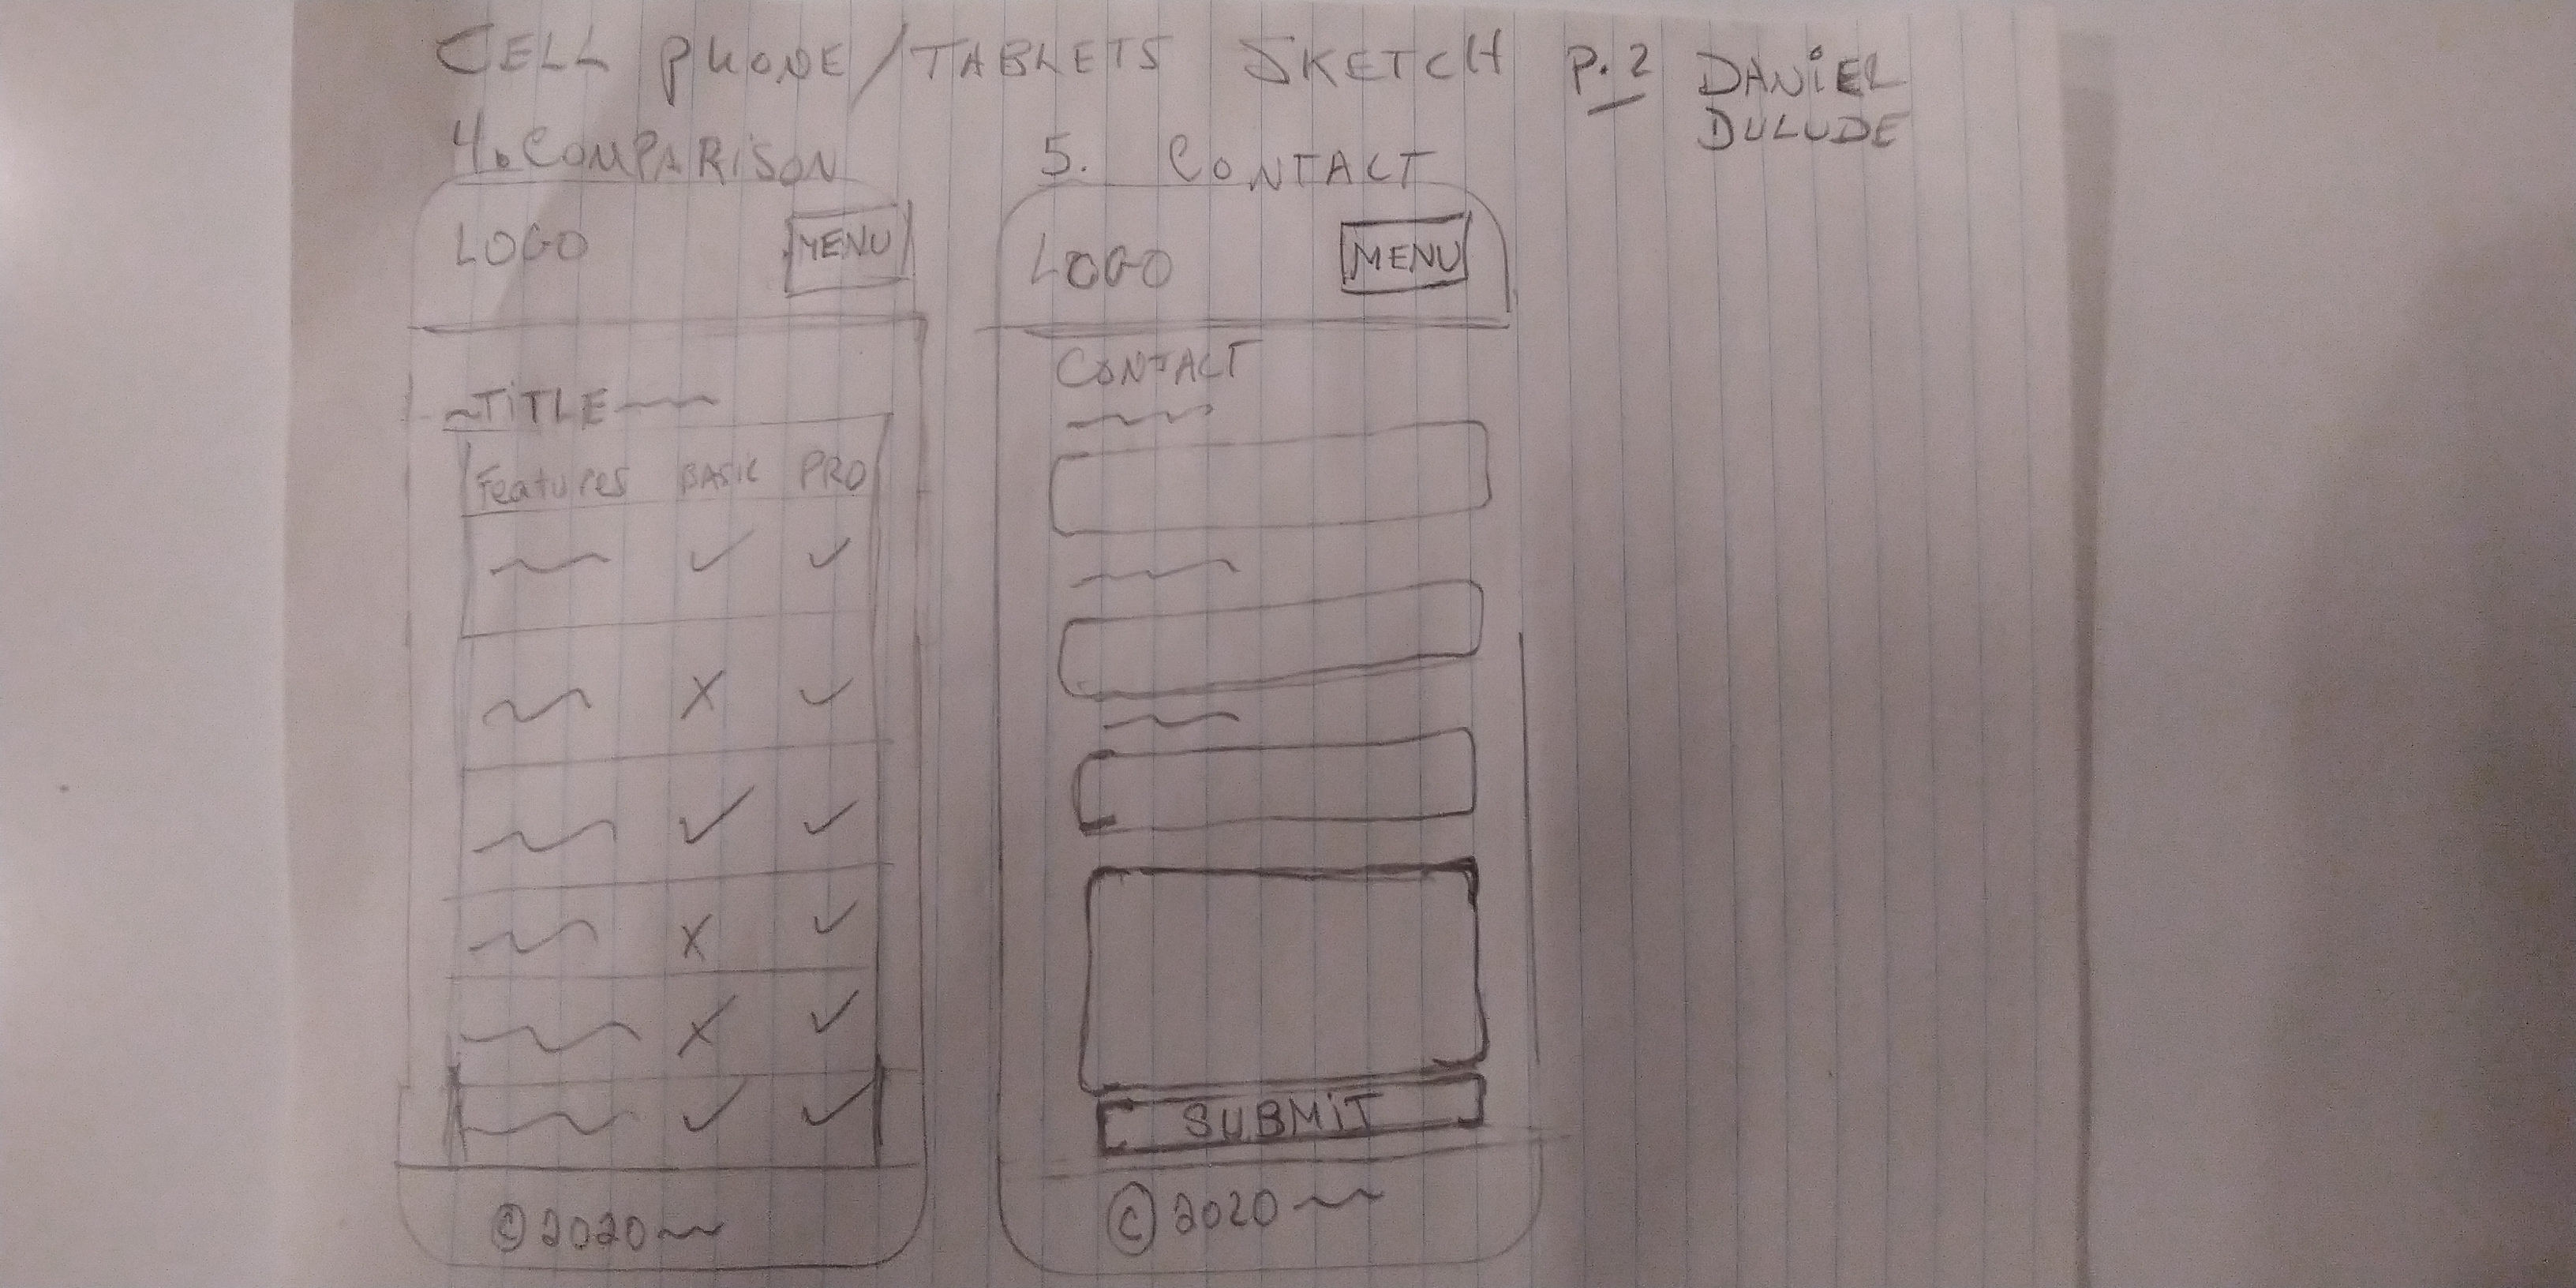 CELL PHONE/TABLETS SKETCH P.2 DANIEL
DULUDE
4. COMPARISON
LOGO MENU
~TITLE~~
Features BASIC PRO
~~ ✓ ✓
~~ X ✓
~~ ✓ ✓
~~ X ✓
~~ X ✓
~~ ✓ ✓
© 2020 ~~
5. CONTACT
LOGO MENU
CONTACT
SUBMIT
© 2020 ~~